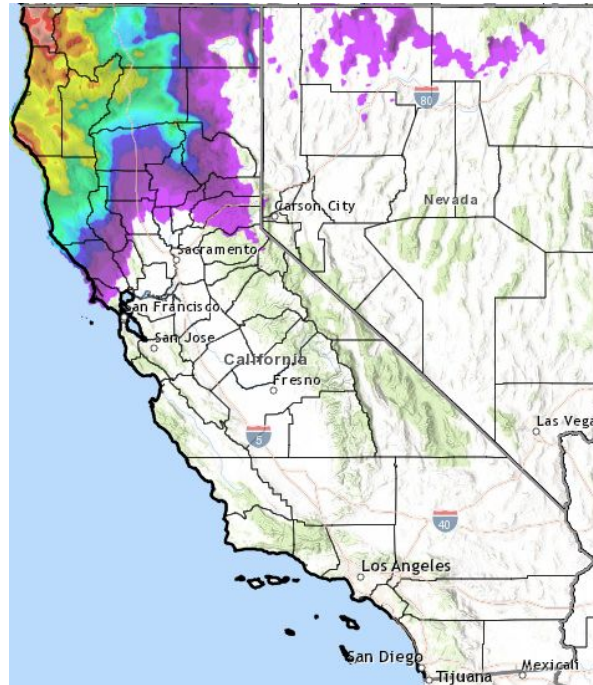 80
Carson City
Nevada
Sacramento
San Francisco
San Jose
California
Fresno
5
Las Vega
40
Los Angeles
San Diego
Tijuana
Mexicali